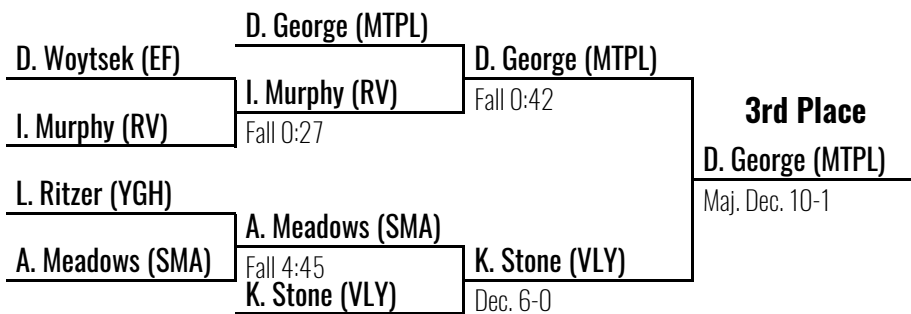 D. George (MTPL)
D. Woytsek (EF)
D. George (MTPL)
I. Murphy (RV)
Fall 0:42
I. Murphy (RV)
Fall 0:27
3rd Place
D. George (MTPL)
Maj. Dec. 10-1
L. Ritzer (YGH)
A. Meadows (SMA)
A. Meadows (SMA)
Fall 4:45
K. Stone (VLY)
K. Stone (VLY)
Dec. 6-0